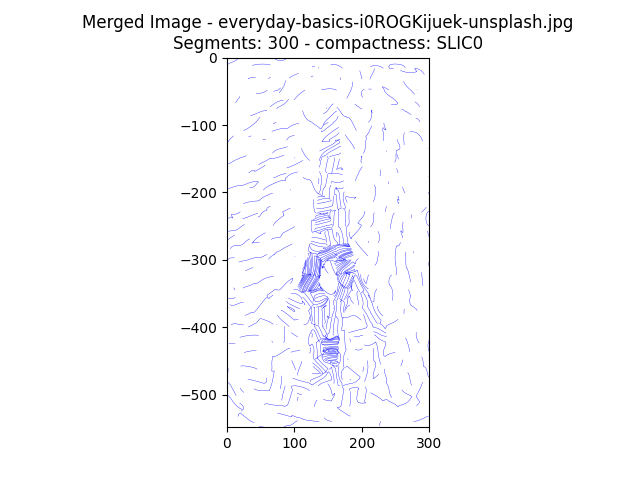 Merged Image - everyday-basics-i0ROGKijuek-unsplash.jpg
Segments: 300 - compactness: SLIC0
0
−100
−200
−300
−400
−500
0 100 200 300